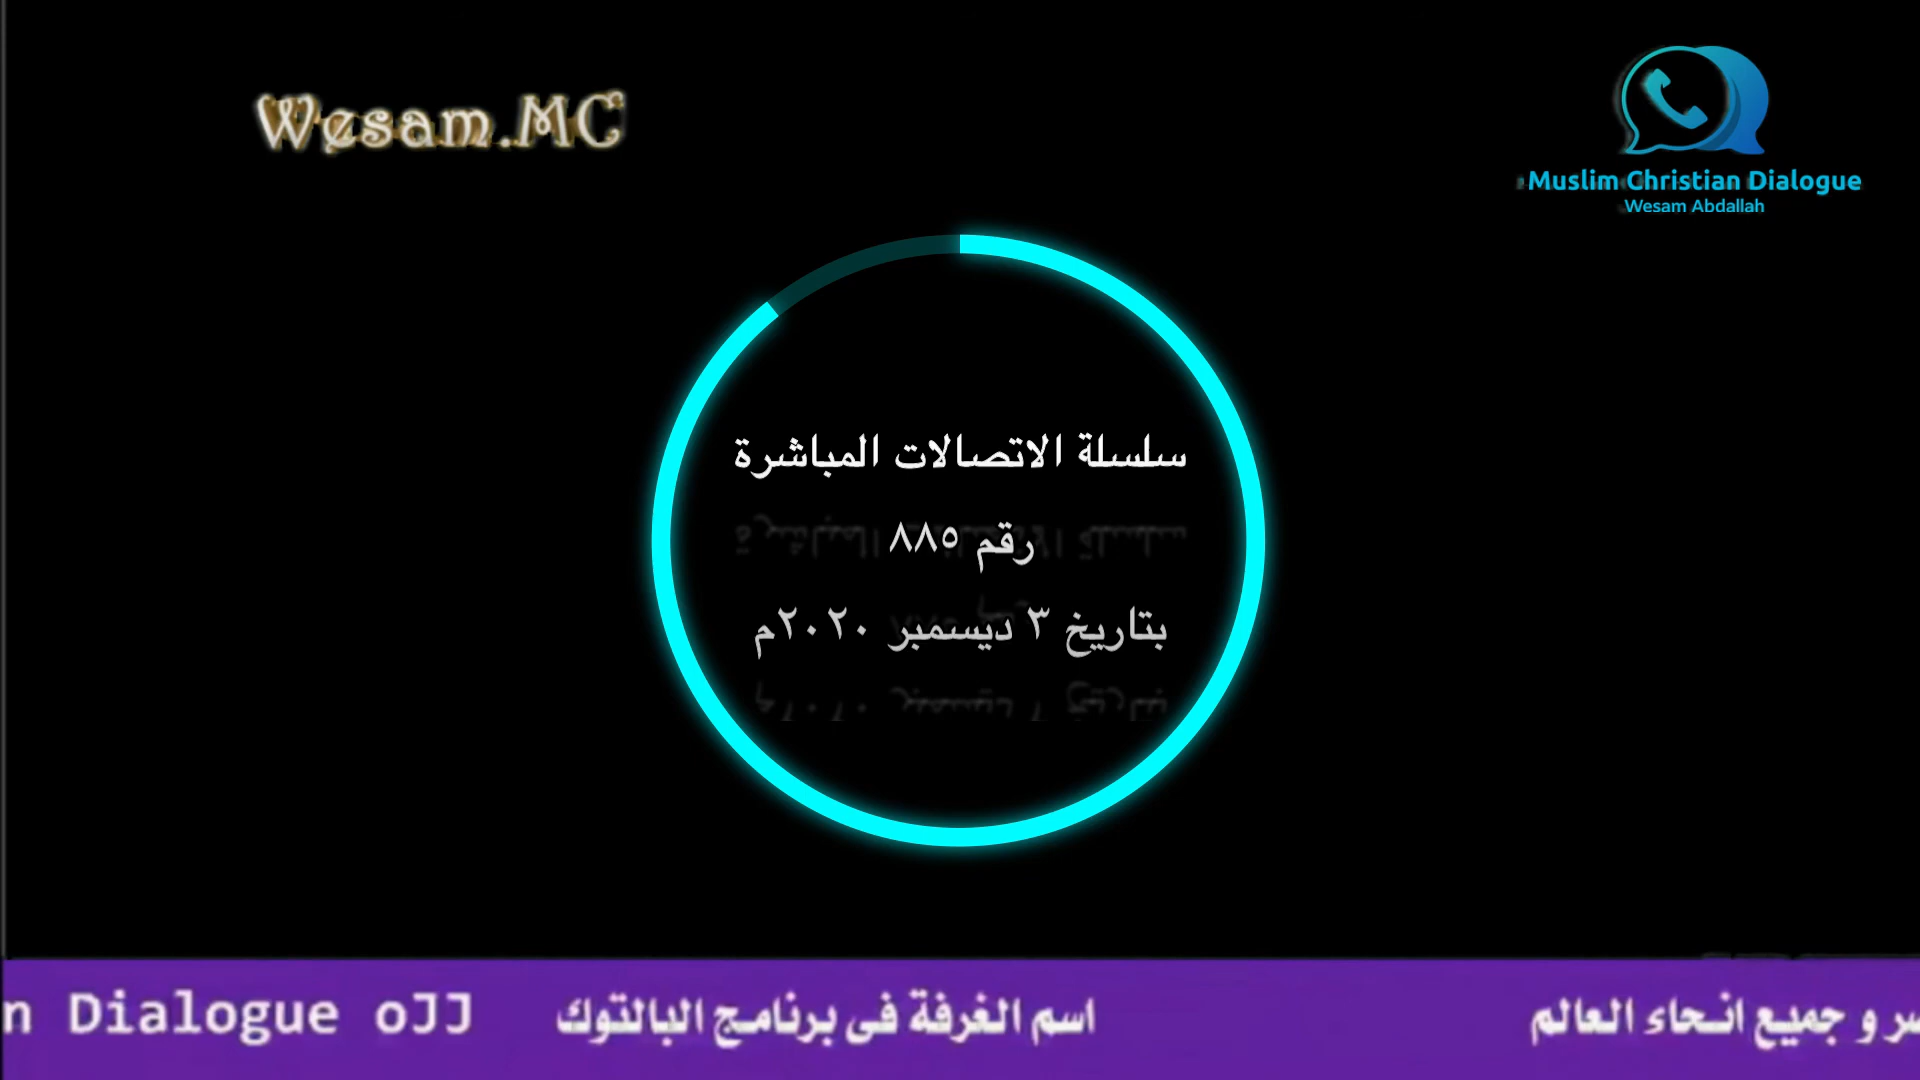 Wesam.MC
Muslim Christian Dialogue
Wesam Abdallah
سلسلة الاتصالات المباشرة
رقم ٨٨٥
بتاريخ ٣ ديسمبر ٢٠٢٠م
و جميع انحاء العالم
اسم الغرفة فى برنامج البالتوك
Dialogue oJJ